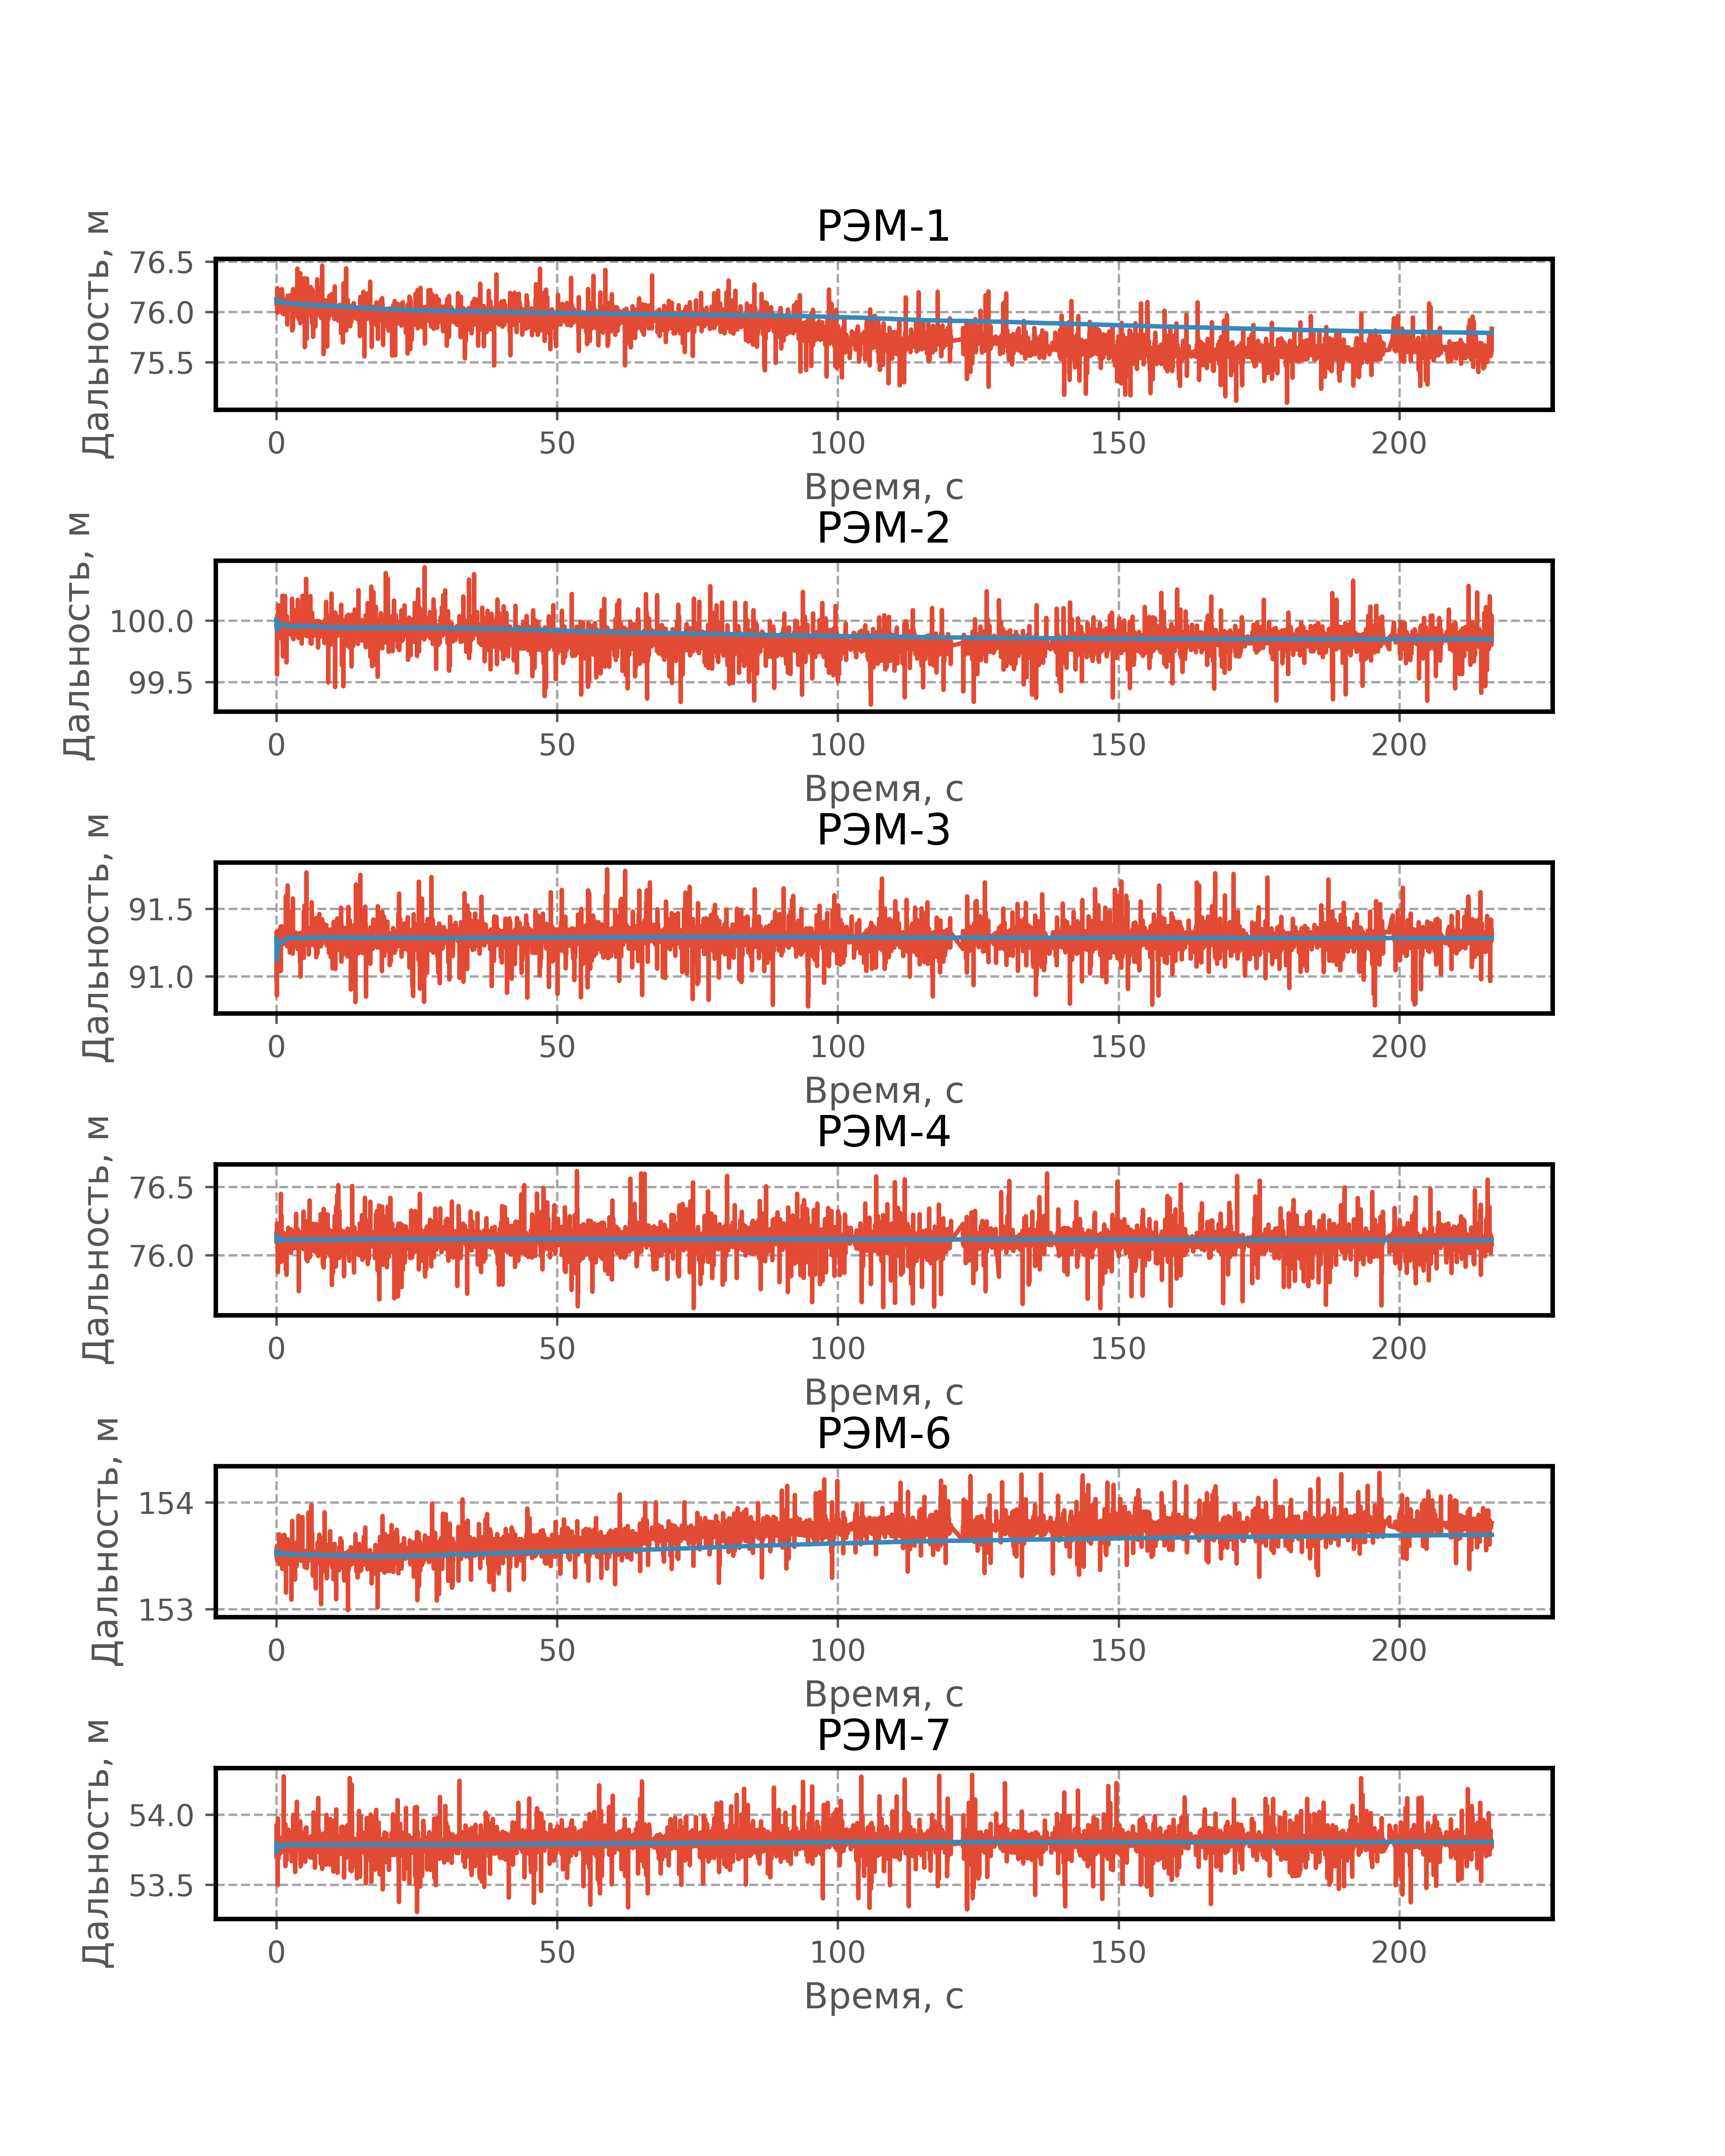 РЭМ-1
Дальность, м
76.5
76.0
75.5
0 50 100 150 200
Время, с
РЭМ-2
Дальность, м
100.0
99.5
0 50 100 150 200
Время, с
РЭМ-3
Дальность, м
91.5
91.0
0 50 100 150 200
Время, с
РЭМ-4
Дальность, м
76.5
76.0
0 50 100 150 200
Время, с
РЭМ-6
Дальность, м
154
153
0 50 100 150 200
Время, с
РЭМ-7
Дальность, м
54.0
53.5
0 50 100 150 200
Время, с